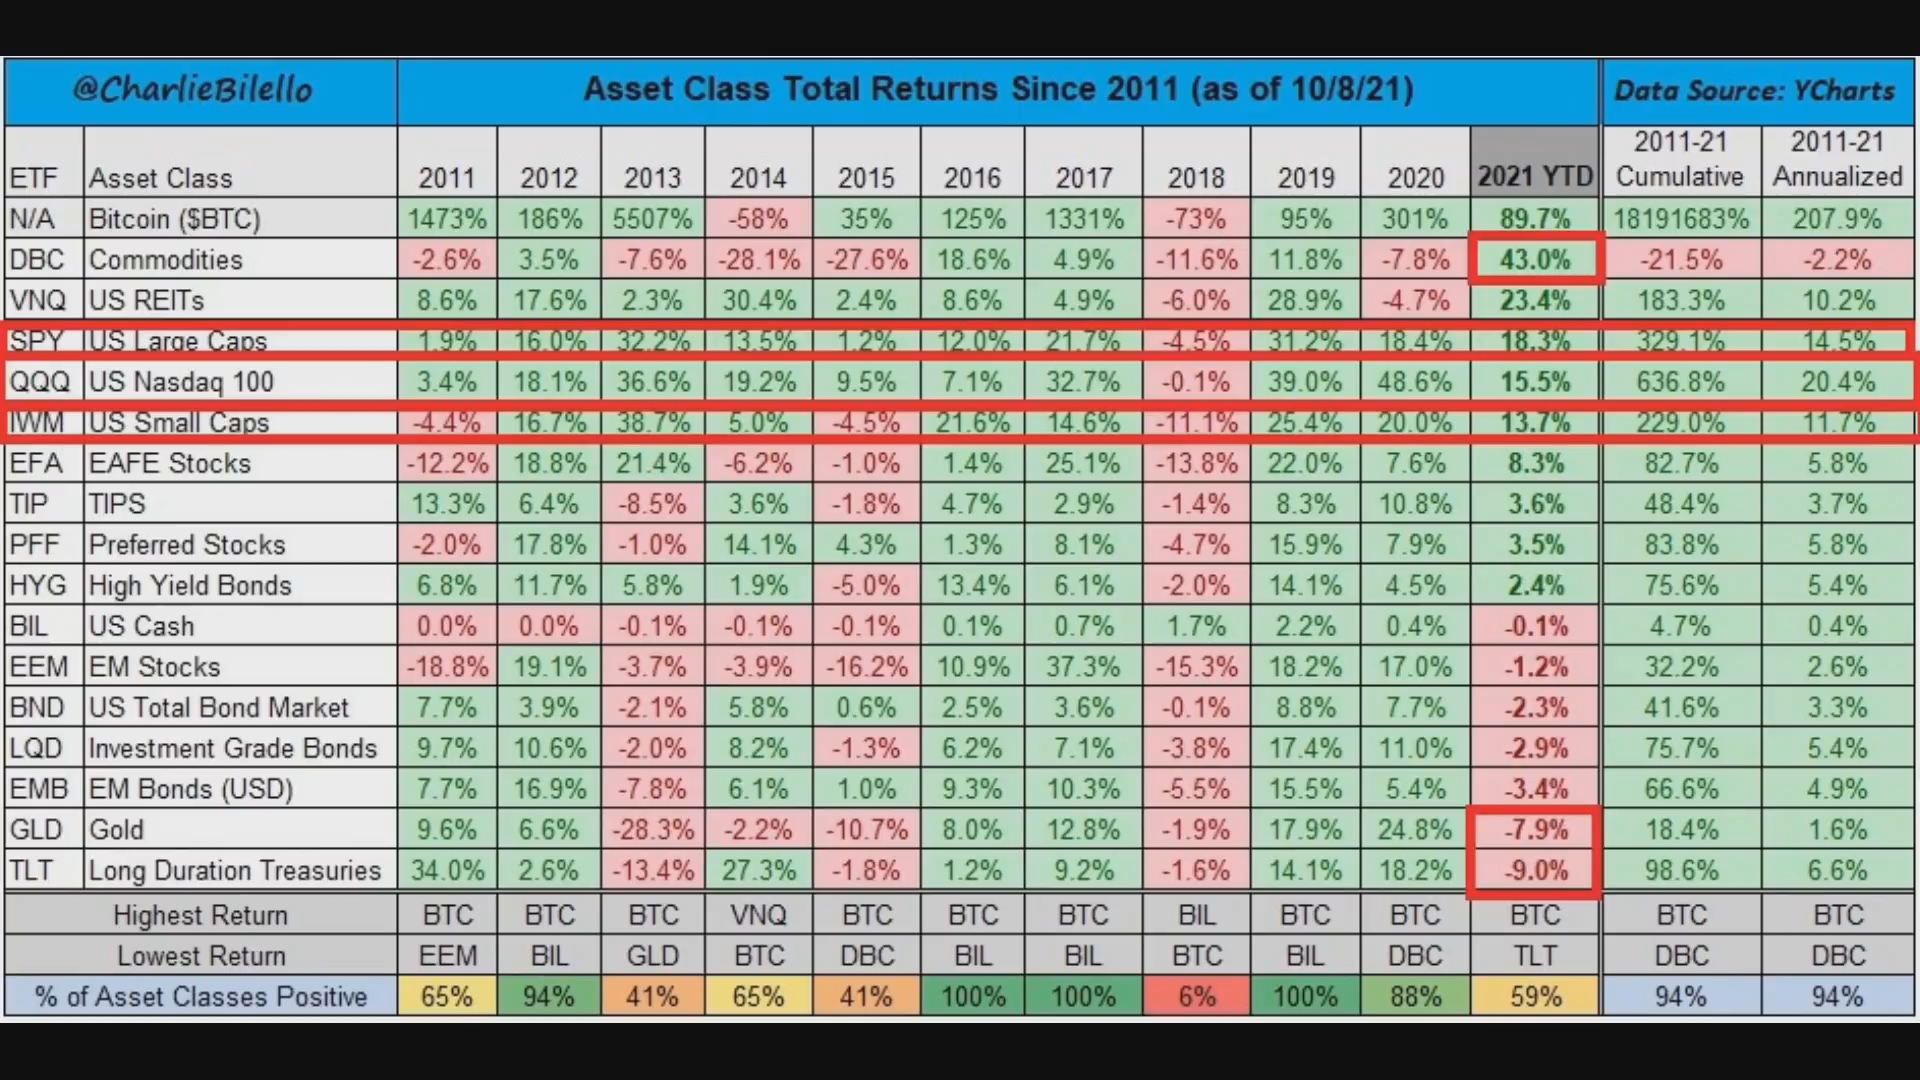 @CharlieBilello Asset Class Total Returns Since 2011 (as of 10/8/21) Data Source: YCharts
ETF Asset Class 2011 2012 2013 2014 2015 2016 2017 2018 2019 2020 2021 YTD 2011-21 Cumulative 2011-21 Annualized
N/A Bitcoin ($BTC) 1473% 186% 5507% -58% 35% 125% 1331% -73% 95% 301% 89.7% 18191683% 207.9%
DBC Commodities -2.6% 3.5% -7.6% -28.1% -27.6% 18.6% 4.9% -11.6% 11.8% -7.8% 43.0% -21.5% -2.2%
VNQ US REITs 8.6% 17.6% 2.3% 30.4% 2.4% 8.6% 4.9% -6.0% 28.9% -4.7% 23.4% 183.3% 10.2%
SPY US Large Caps 1.9% 16.0% 32.2% 13.5% 1.2% 12.0% 21.7% -4.5% 31.2% 18.4% 18.3% 329.1% 14.5%
QQQ US Nasdaq 100 3.4% 18.1% 36.6% 19.2% 9.5% 7.1% 32.7% -0.1% 39.0% 48.6% 15.5% 636.8% 20.4%
IWM US Small Caps -4.4% 16.7% 38.7% 5.0% -4.5% 21.6% 14.6% -11.1% 25.4% 20.0% 13.7% 229.0% 11.7%
EFA EAFE Stocks -12.2% 18.8% 21.4% -6.2% -1.0% 1.4% 25.1% -13.8% 22.0% 7.6% 8.3% 82.7% 5.8%
TIP TIPS 13.3% 6.4% -8.5% 3.6% -1.8% 4.7% 2.9% -1.4% 8.3% 10.8% 3.6% 48.4% 3.7%
PFF Preferred Stocks -2.0% 17.8% -1.0% 14.1% 4.3% 1.3% 8.1% -4.7% 15.9% 7.9% 3.5% 83.8% 5.8%
HYG High Yield Bonds 6.8% 11.7% 5.8% 1.9% -5.0% 13.4% 6.1% -2.0% 14.1% 4.5% 2.4% 75.6% 5.4%
BIL US Cash 0.0% 0.0% -0.1% -0.1% -0.1% 0.1% 0.7% 1.7% 2.2% 0.4% -0.1% 4.7% 0.4%
EEM EM Stocks -18.8% 19.1% -3.7% -3.9% -16.2% 10.9% 37.3% -15.3% 18.2% 17.0% -1.2% 32.2% 2.6%
BND US Total Bond Market 7.7% 3.9% -2.1% 5.8% 0.6% 2.5% 3.6% -0.1% 8.8% 7.7% -2.3% 41.6% 3.3%
LQD Investment Grade Bonds 9.7% 10.6% -2.0% 8.2% -1.3% 6.2% 7.1% -3.8% 17.4% 11.0% -2.9% 75.7% 5.4%
EMB EM Bonds (USD) 7.7% 16.9% -7.8% 6.1% 1.0% 9.3% 10.3% -5.5% 15.5% 5.4% -3.4% 66.6% 4.9%
GLD Gold 9.6% 6.6% -28.3% -2.2% -10.7% 8.0% 12.8% -1.9% 17.9% 24.8% -7.9% 18.4% 1.6%
TLT Long Duration Treasuries 34.0% 2.6% -13.4% 27.3% -1.8% 1.2% 9.2% -1.6% 14.1% 18.2% -9.0% 98.6% 6.6%
Highest Return BTC BTC BTC VNQ BTC BTC BTC BIL BTC BTC BTC BTC BTC
Lowest Return EEM BIL GLD BTC DBC BIL BIL BTC BIL DBC TLT DBC DBC
% of Asset Classes Positive 65% 94% 41% 65% 41% 100% 100% 6% 100% 88% 59% 94% 94%